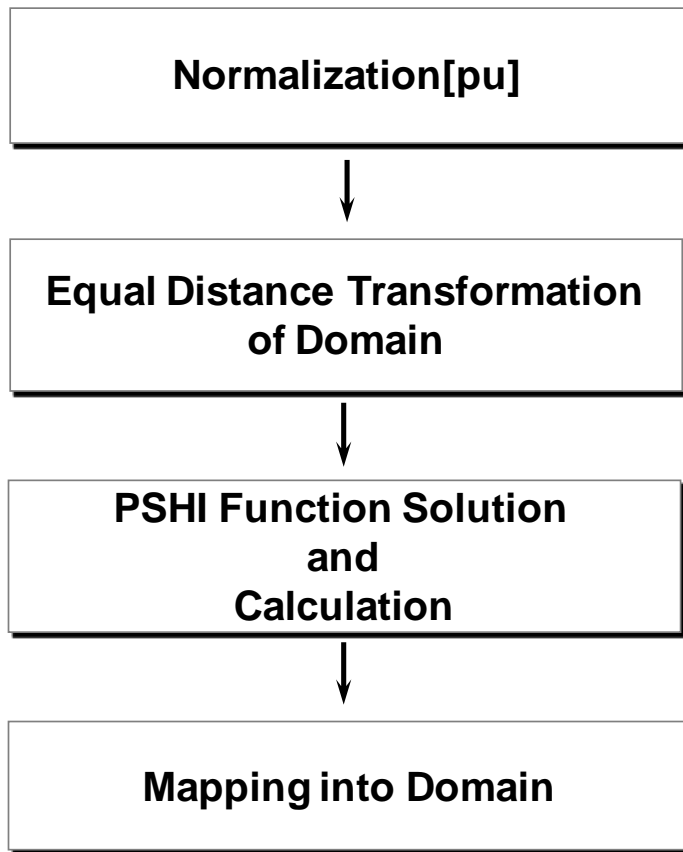 Normalization[pu]
Equal Distance Transformation
of Domain
PSHI Function Solution
and
Calculation
Mapping into Domain